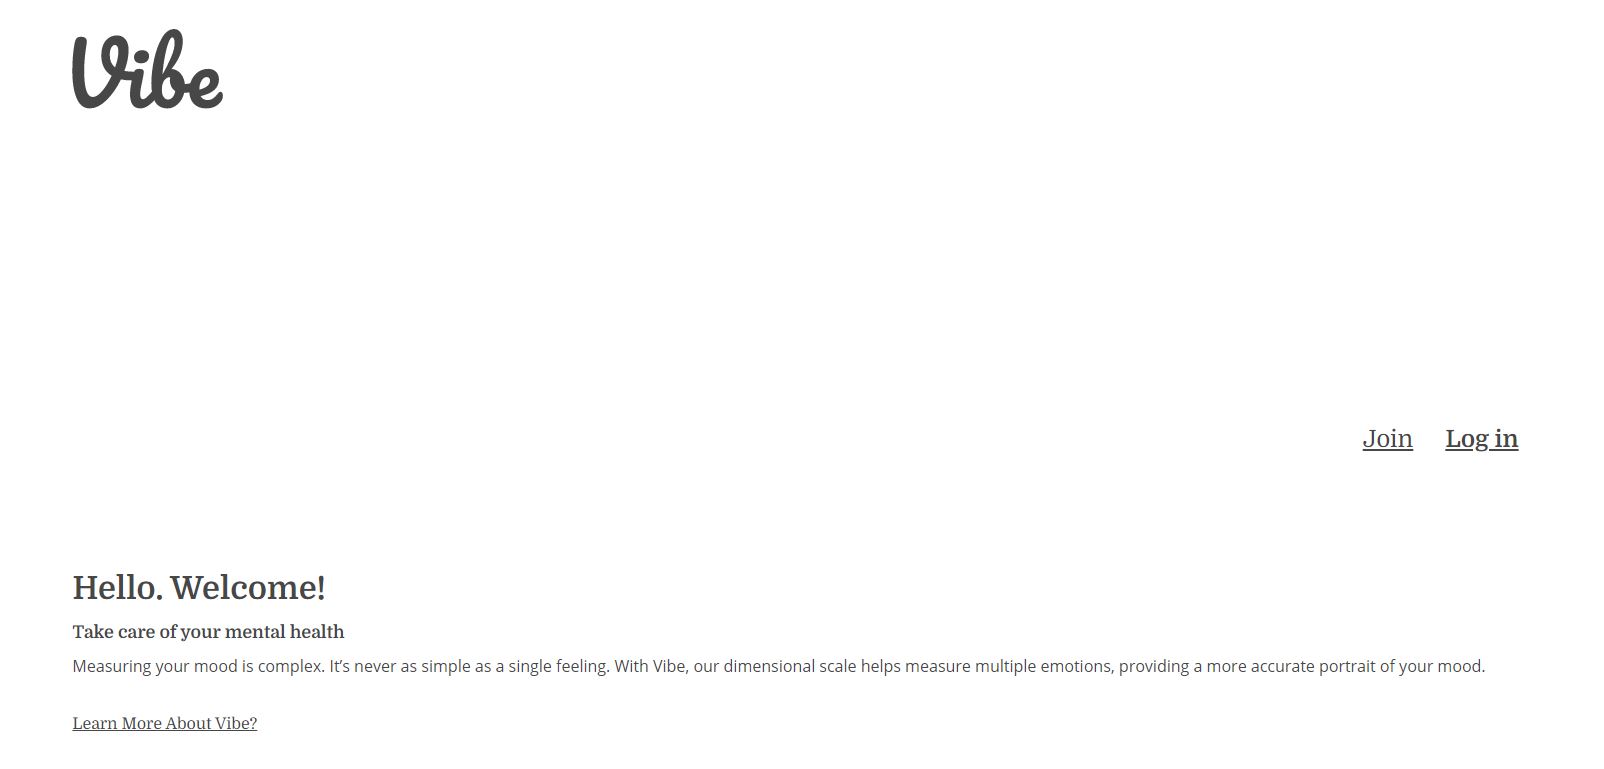 Vibe
Join Log in
Hello. Welcome!
Take care of your mental health
Measuring your mood is complex. It’s never as simple as a single feeling. With Vibe, our dimensional scale helps measure multiple emotions, providing a more accurate portrait of your mood.
Learn More About Vibe?